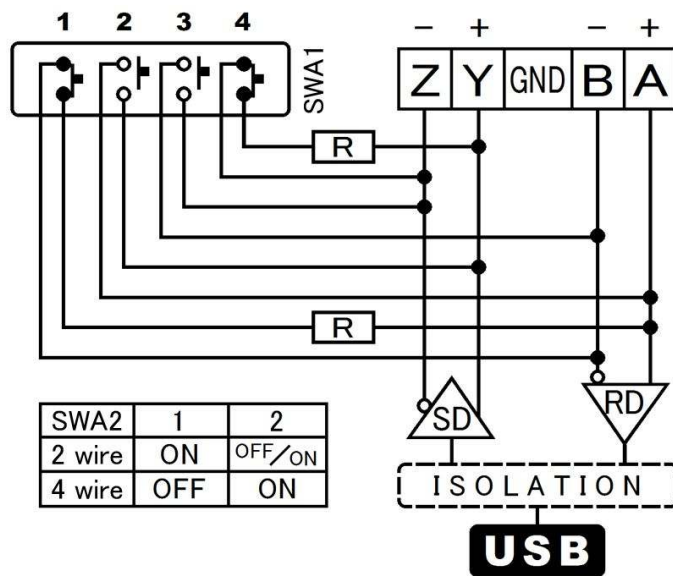 1 2 3 4
SWA1
− + − +
Z Y GND B A
R
R
SD RD
SWA2 1 2
2 wire ON OFF/ON
4 wire OFF ON
ISOLATION
USB